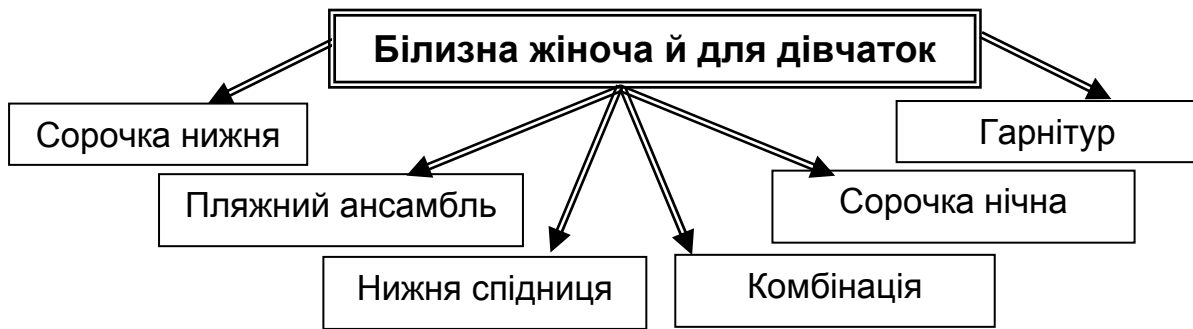 Білизна жіноча й для дівчаток
Сорочка нижня
Гарнітур
Пляжний ансамбль
Сорочка нічна
Нижня спідниця
Комбінація